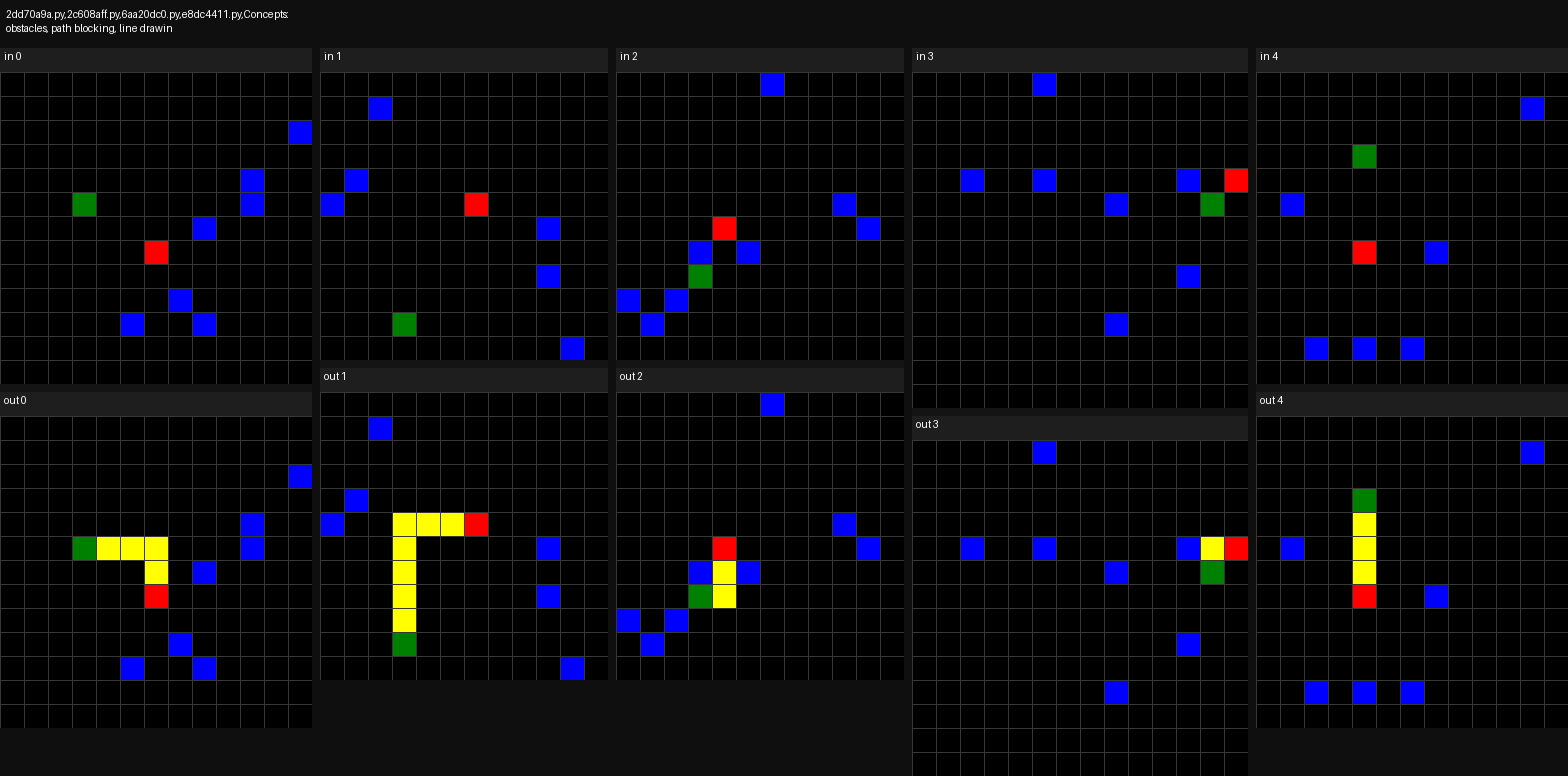 2dd70a9a.py,2c608aff.py,6aa20dc0.py,e8dc4411.py,Concepts:
obstacles, path blocking, line drawin
in 0
in 1
in 2
in 3
in 4
out 0
out 1
out 2
out 3
out 4